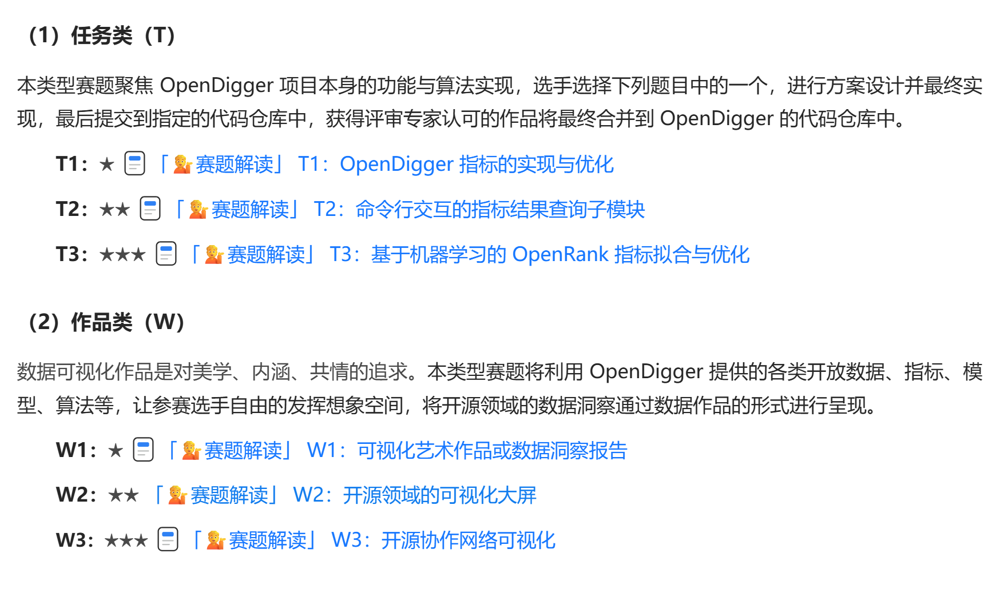 （1）任务类（T）
本类型赛题聚焦 OpenDigger 项目本身的功能与算法实现，选手选择下列题目中的一个，进行方案设计并最终实
现，最后提交到指定的代码仓库中，获得评审专家认可的作品将最终合并到 OpenDigger 的代码仓库中。
T1：★ 「💁赛题解读」 T1：OpenDigger 指标的实现与优化
T2：★★ 「💁赛题解读」 T2：命令行交互的指标结果查询子模块
T3：★★★ 「💁赛题解读」 T3：基于机器学习的 OpenRank 指标拟合与优化
（2）作品类（W）
数据可视化作品是对美学、内涵、共情的追求。本类型赛题将利用 OpenDigger 提供的各类开放数据、指标、模
型、算法等，让参赛选手自由的发挥想象空间，将开源领域的数据洞察通过数据作品的形式进行呈现。
W1：★ 「💁赛题解读」 W1：可视化艺术作品或数据洞察报告
W2：★★ 「💁赛题解读」 W2：开源领域的可视化大屏
W3：★★★ 「💁赛题解读」 W3：开源协作网络可视化